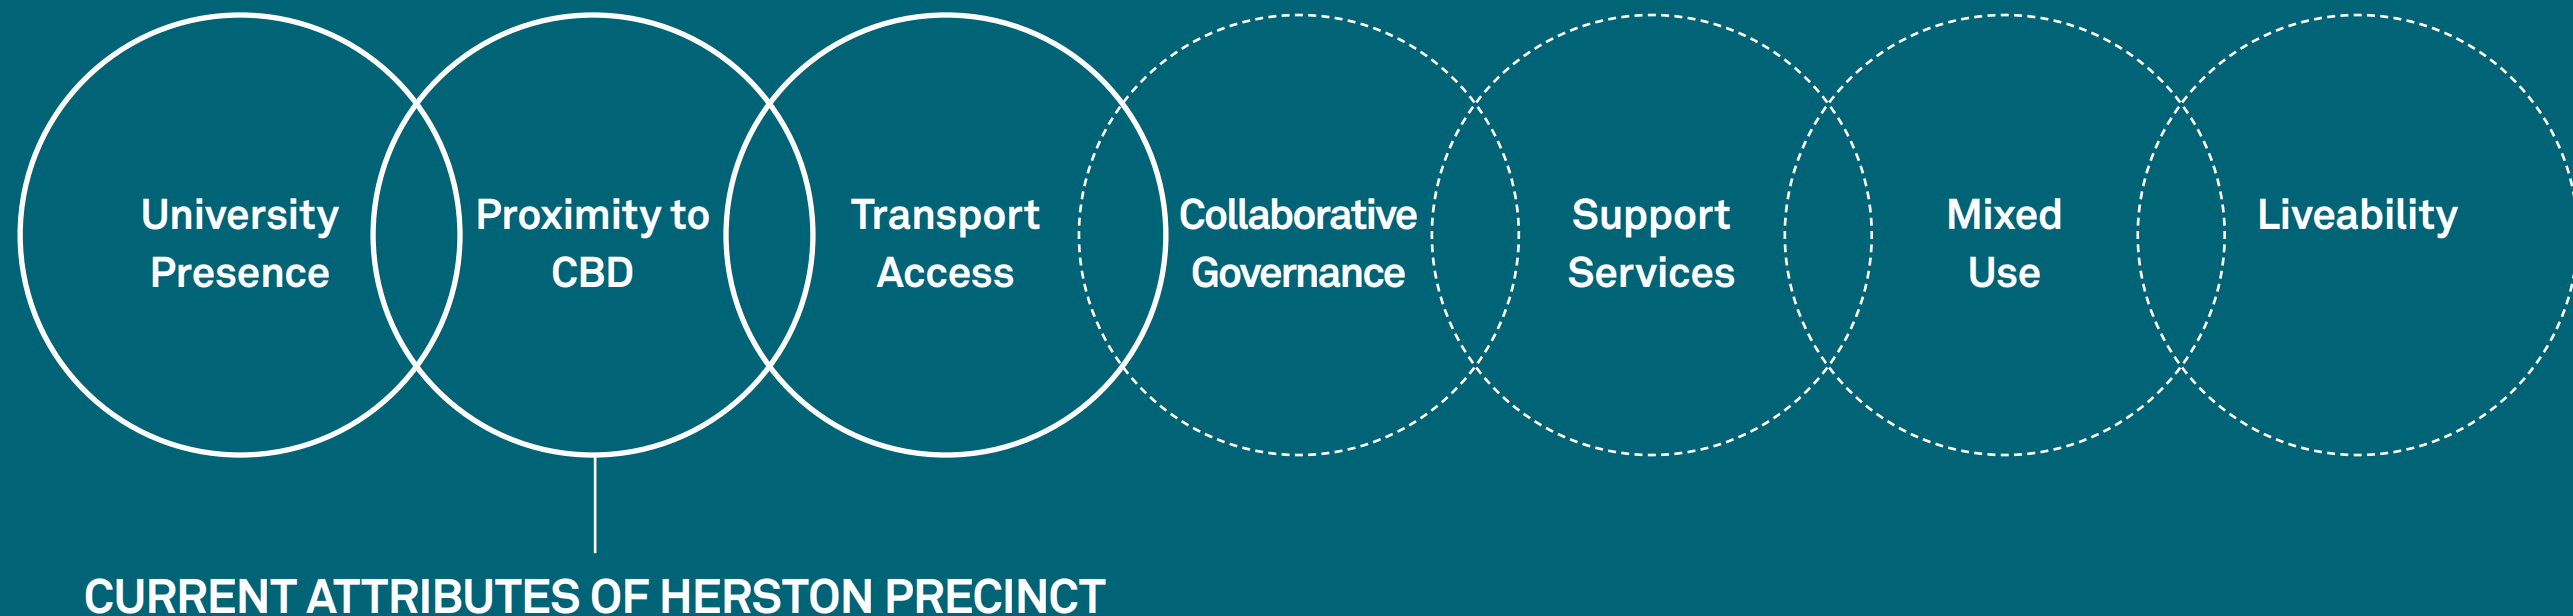 University
Presence
Proximity to
CBD
Transport
Access
Collaborative
Governance
Support
Services
Mixed
Use
Liveability
CURRENT ATTRIBUTES OF HERSTON PRECINCT